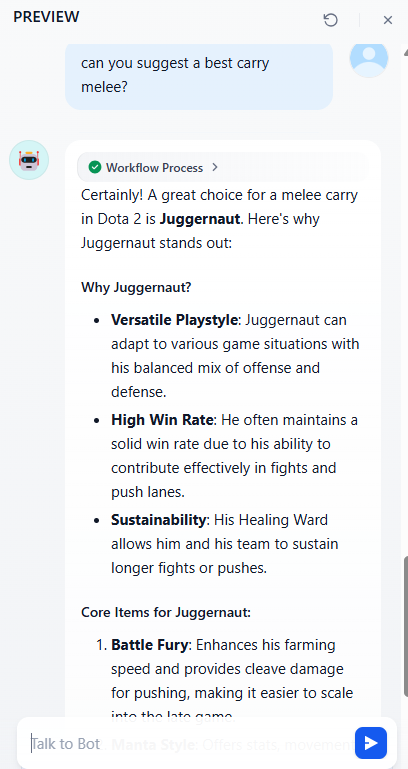 PREVIEW
can you suggest a best carry
melee?
Workflow Process
Certainly! A great choice for a melee carry
in Dota 2 is Juggernaut. Here's why
Juggernaut stands out:
Why Juggernaut?
• Versatile Playstyle: Juggernaut can
adapt to various game situations with
his balanced mix of offense and
defense.
• High Win Rate: He often maintains a
solid win rate due to his ability to
contribute effectively in fights and
push lanes.
• Sustainability: His Healing Ward
allows him and his team to sustain
longer fights or pushes.
Core Items for Juggernaut:
1. Battle Fury: Enhances his farming
speed and provides cleave damage
for pushing, making it easier to scale
into the late game.
Talk to Bot
Manta Style: Offers stats, movement